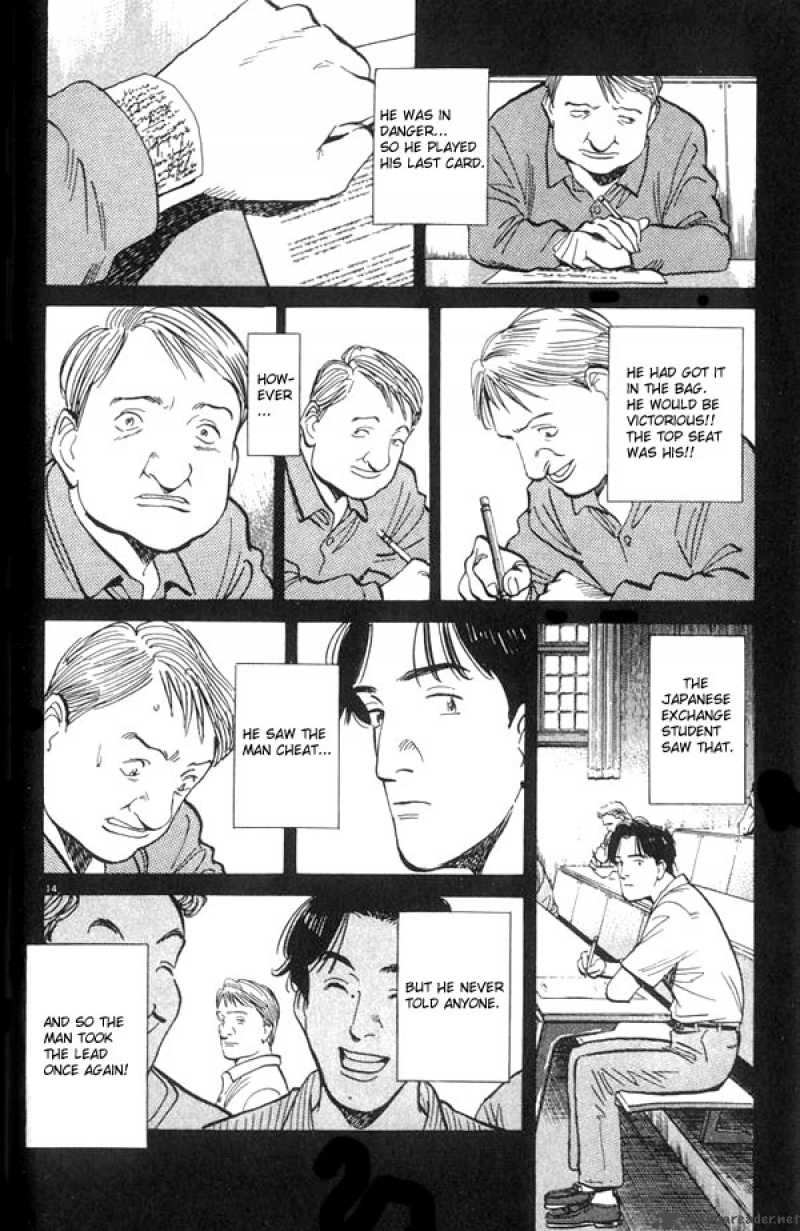 HE WAS IN
DANGER...
SO HE PLAYED
HIS LAST CARD.
HE HAD GOT IT
IN THE BAG.
HE WOULD BE
VICTORIOUS!!
THE TOP SEAT
WAS HIS!!
HOW-
EVER
...
THE
JAPANESE
EXCHANGE
STUDENT
SAW THAT.
HE SAW THE
MAN CHEAT...
14
BUT HE NEVER
TOLD ANYONE.
AND SO THE
MAN TOOK
THE LEAD
ONCE AGAIN!